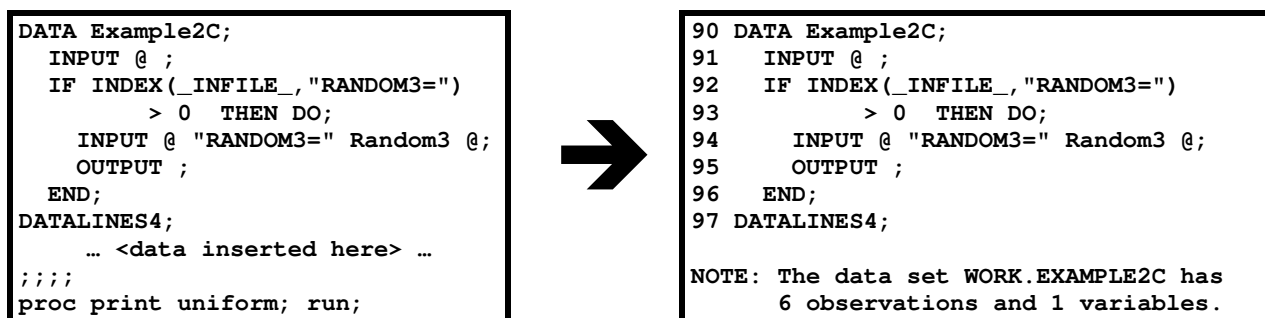 DATA Example2C;
INPUT @ ;
IF INDEX(_INFILE_,"RANDOM3=")
> 0 THEN DO;
INPUT @ "RANDOM3=" Random3 @;
OUTPUT ;
END;
DATALINES4;
… <data inserted here> …
;;;;
proc print uniform; run;
90 DATA Example2C;
91 INPUT @ ;
92 IF INDEX(_INFILE_,"RANDOM3=")
93 > 0 THEN DO;
94 INPUT @ "RANDOM3=" Random3 @;
95 OUTPUT ;
96 END;
97 DATALINES4;
NOTE: The data set WORK.EXAMPLE2C has
6 observations and 1 variables.